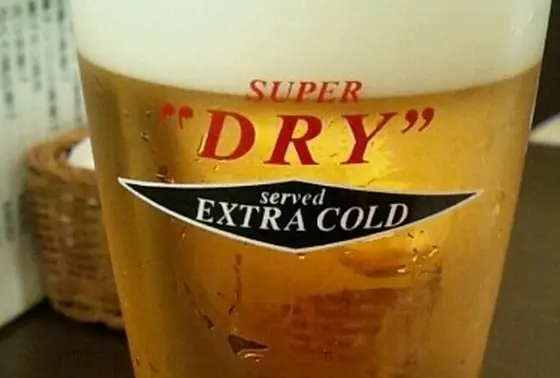 SUPER
"DRY"
served
EXTRA COLD